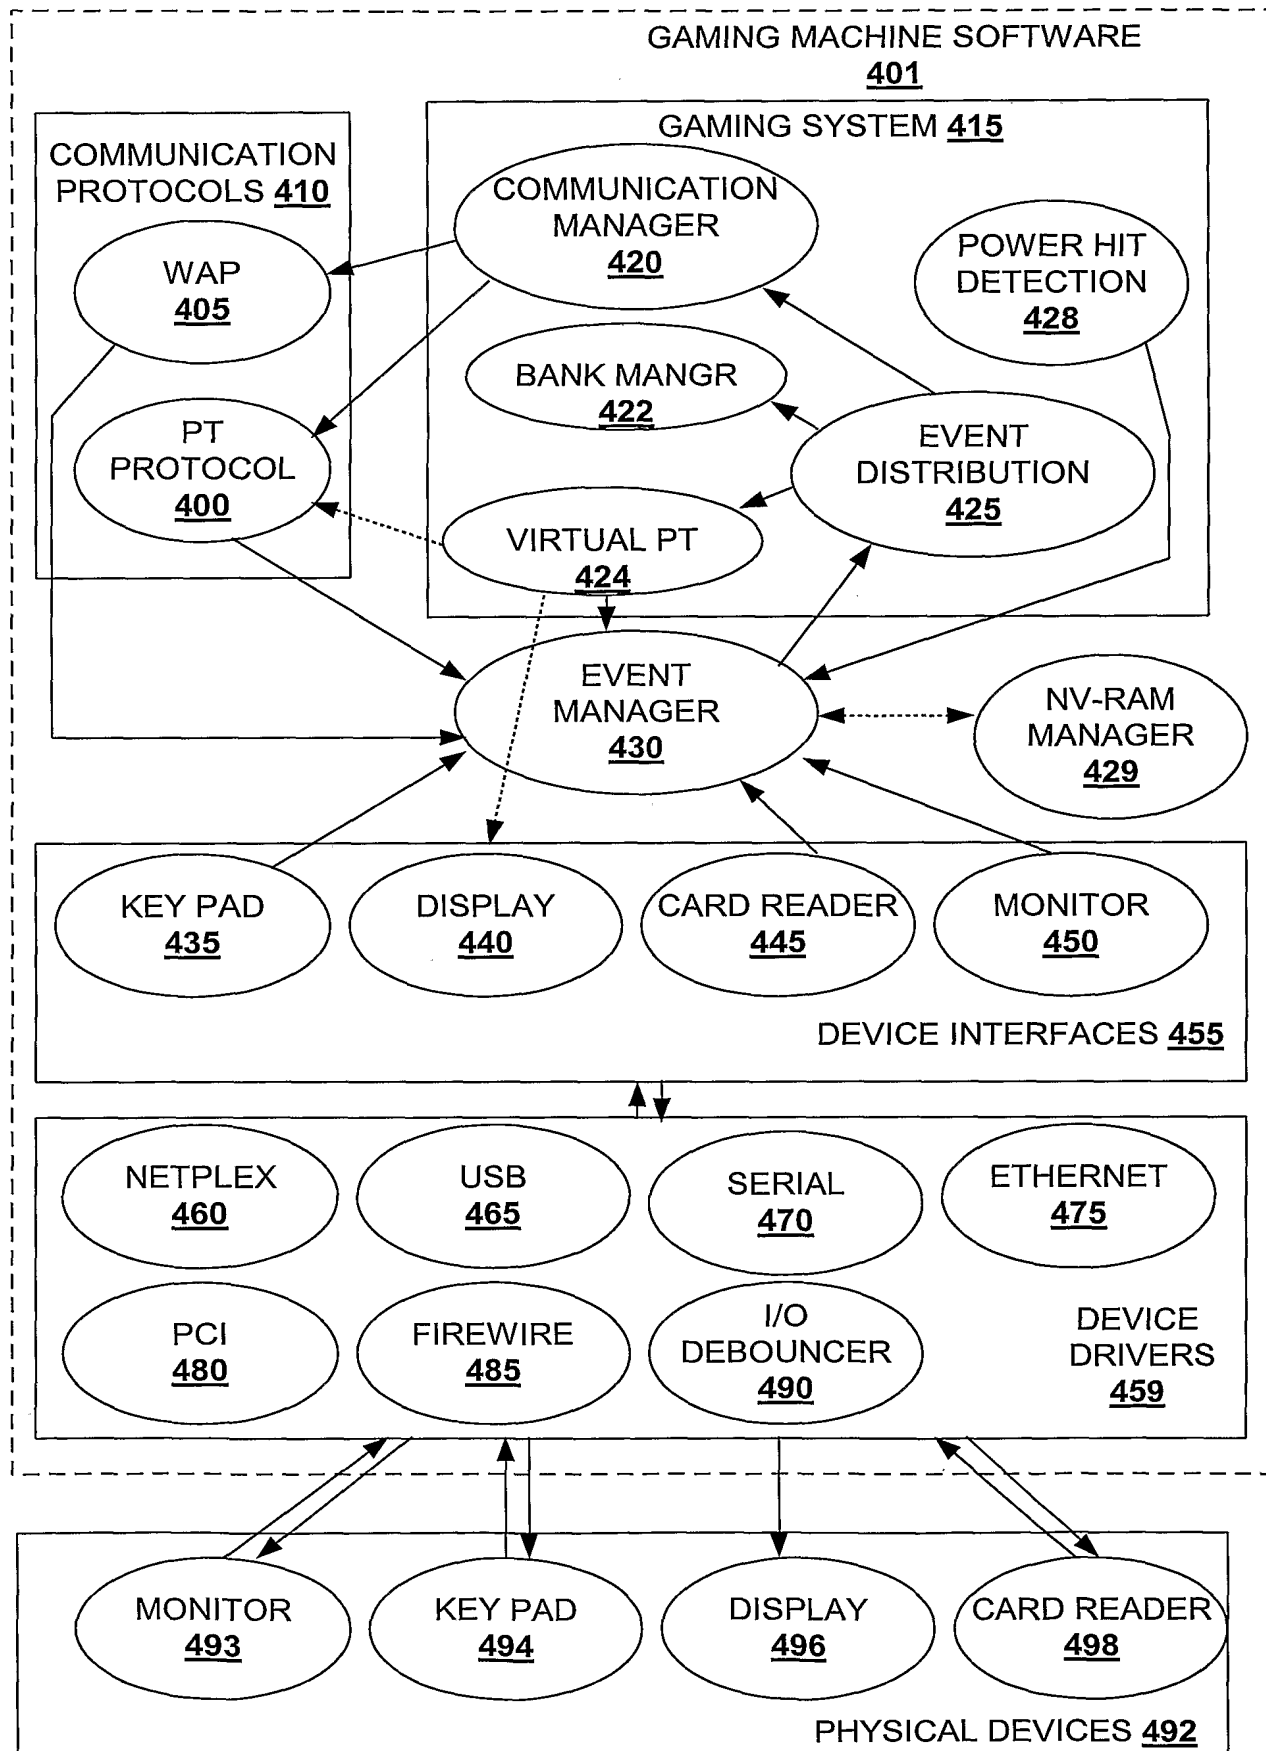 GAMING MACHINE SOFTWARE
401
COMMUNICATION
PROTOCOLS 410
WAP
405
PT
PROTOCOL
400
GAMING SYSTEM 415
COMMUNICATION
MANAGER
420
POWER HIT
DETECTION
428
BANK MANGR
422
EVENT
DISTRIBUTION
425
VIRTUAL PT
424
EVENT
MANAGER
430
NV-RAM
MANAGER
429
KEY PAD
435
DISPLAY
440
CARD READER
445
MONITOR
450
DEVICE INTERFACES 455
NETPLEX
460
USB
465
SERIAL
470
ETHERNET
475
PCI
480
FIREWIRE
485
I/O
DEBOUNCER
490
DEVICE
DRIVERS
459
MONITOR
493
KEY PAD
494
DISPLAY
496
CARD READER
498
PHYSICAL DEVICES 492